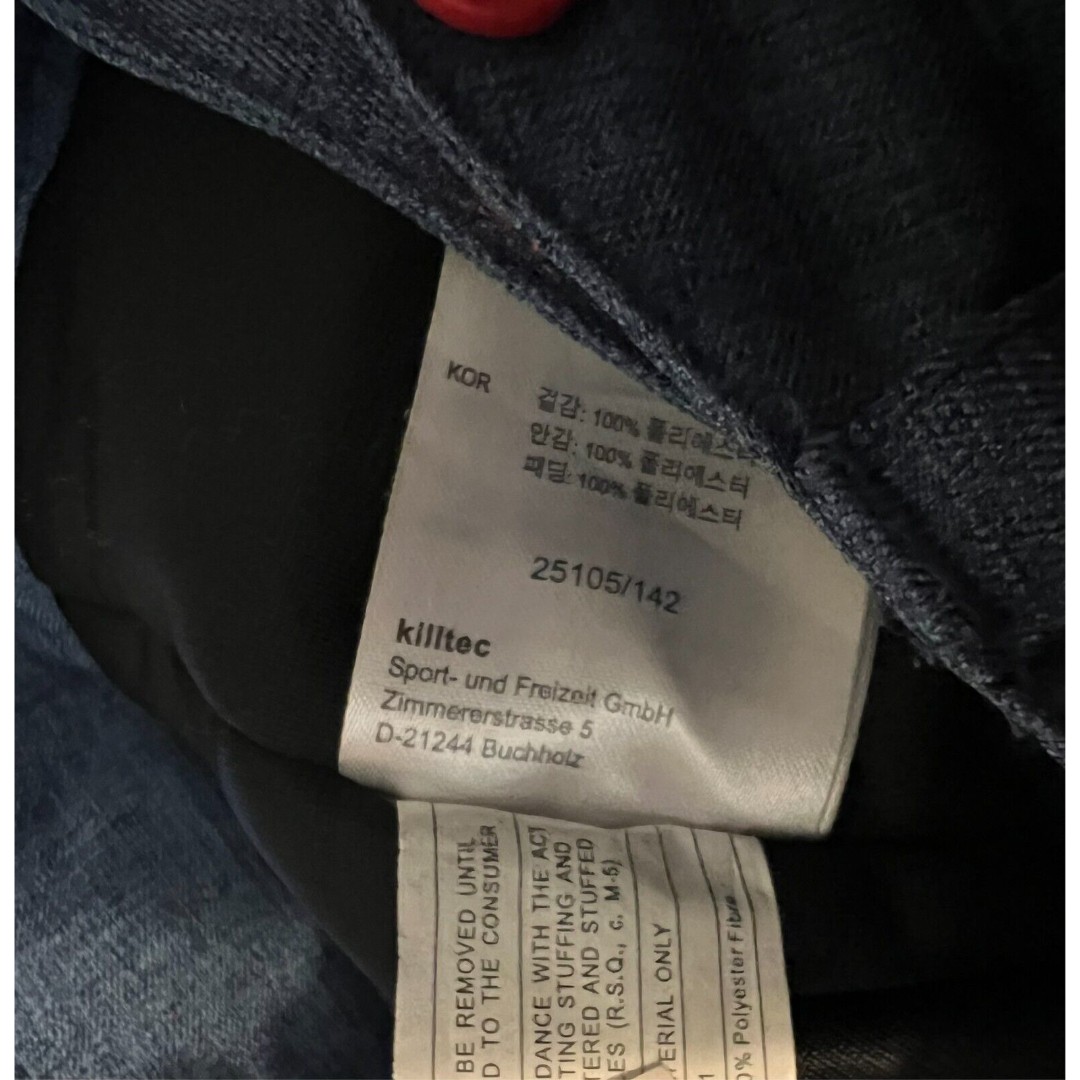 KOR
겉감: 100% 폴리에스터
안감: 100% 폴리에스터
패딩: 100% 폴리에스터
25105/142
killtec
Sport- und Freizeit GmbH
Zimmererstrasse 5
D-21244 Buchholz
BE REMOVED UNTIL
D TO THE CONSUMER
DANCE WITH THE ACT
TING STUFFING AND
TERED AND STUFFED
ES (R.S.Q., c. M-5)
ERIAL ONLY
1
0% Polyester Fibre